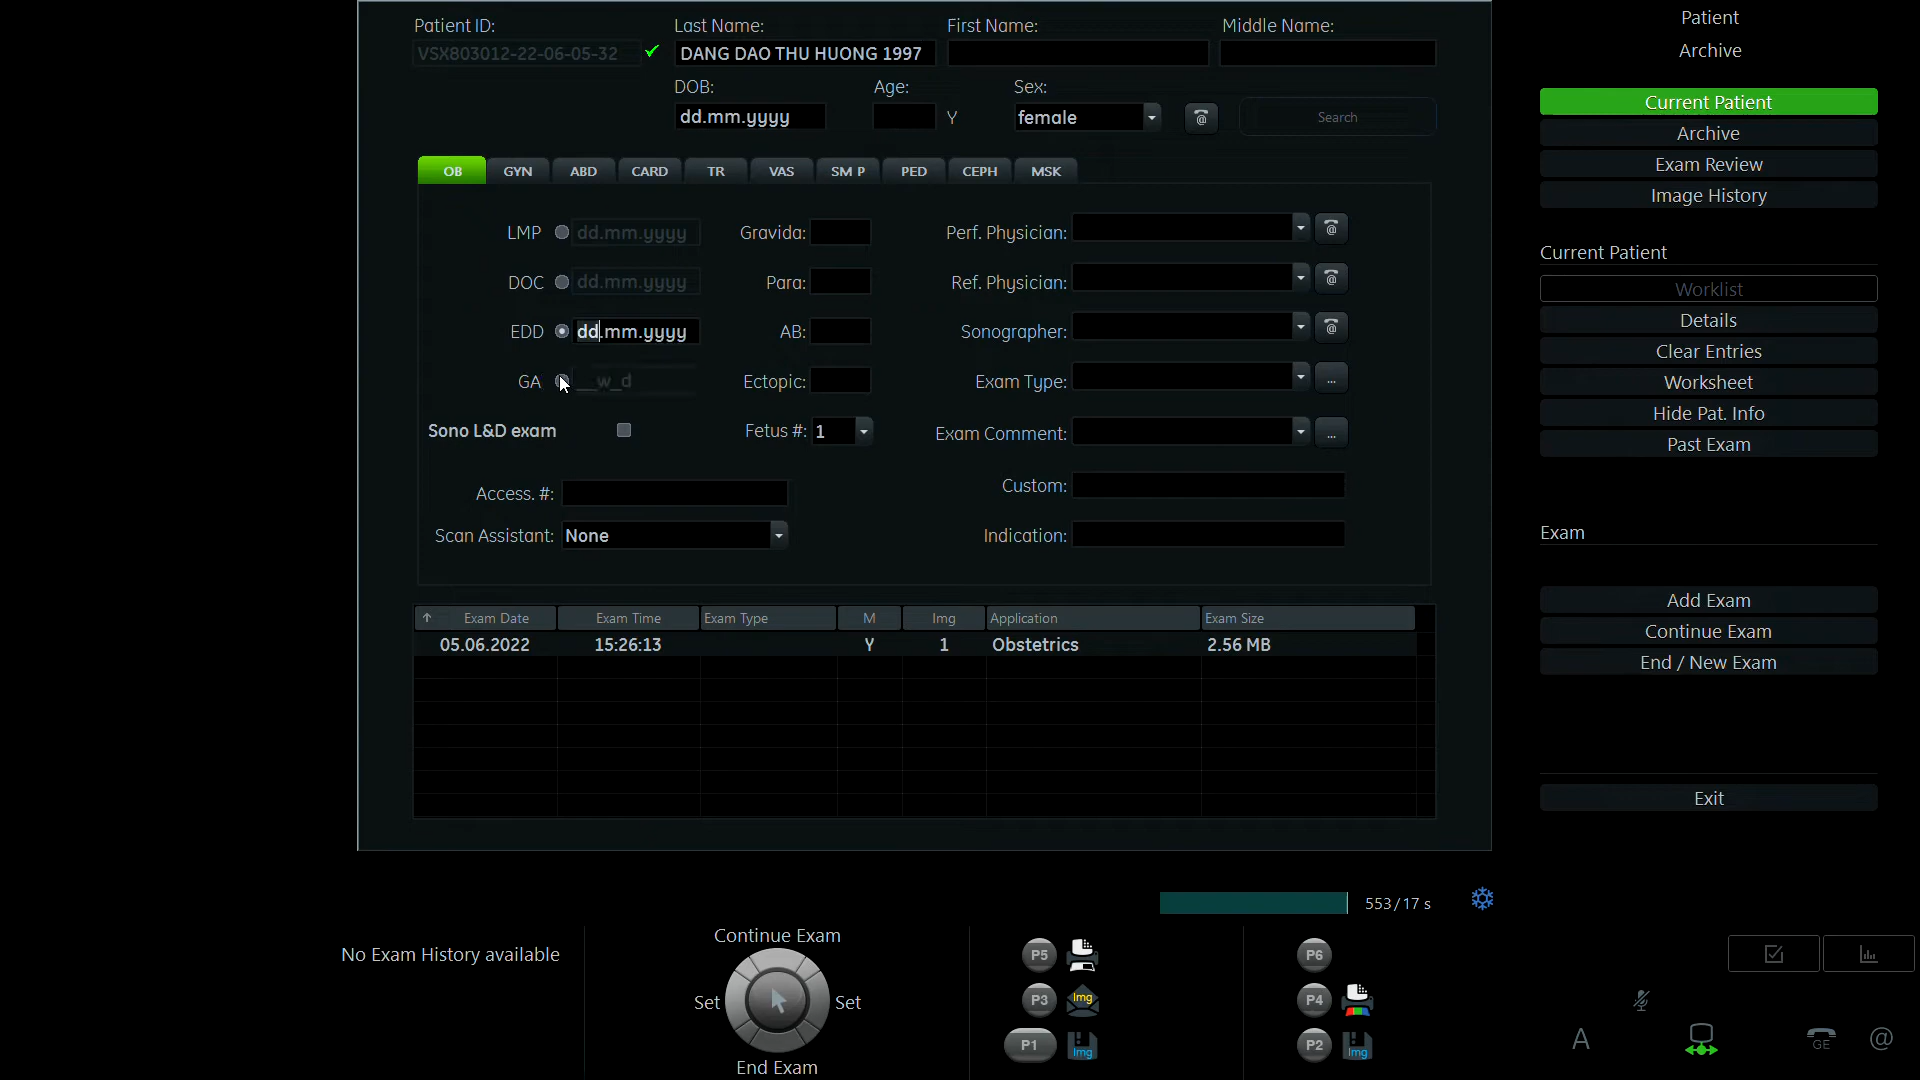 Patient ID: Last Name: First Name: Middle Name:
VSX803012-22-06-05-32 DANG DAO THU HUONG 1997
DOB: Age: Sex:
dd.mm.yyyy Y female Search
OB GYN ABD CARD TR VAS SM P PED CEPH MSK
LMP dd.mm.yyyy Gravida: Perf. Physician:
DOC dd.mm.yyyy Para: Ref. Physician:
EDD dd.mm.yyyy AB: Sonographer:
GA __w_d Ectopic: Exam Type: ...
Sono L&D exam Fetus #: 1 Exam Comment: ...
Access. #: Custom:
Scan Assistant: None Indication:
Exam Date Exam Time Exam Type M Img Application Exam Size
05.06.2022 15:26:13 Y 1 Obstetrics 2.56 MB
Patient
Archive
Current Patient
Archive
Exam Review
Image History
Current Patient
Worklist
Details
Clear Entries
Worksheet
Hide Pat. Info
Past Exam
Exam
Add Exam
Continue Exam
End / New Exam
Exit
553/17 s
No Exam History available
Continue Exam
Set Set
End Exam
P5 P6
P3 Img P4
P1 Img P2 Img
A GE @